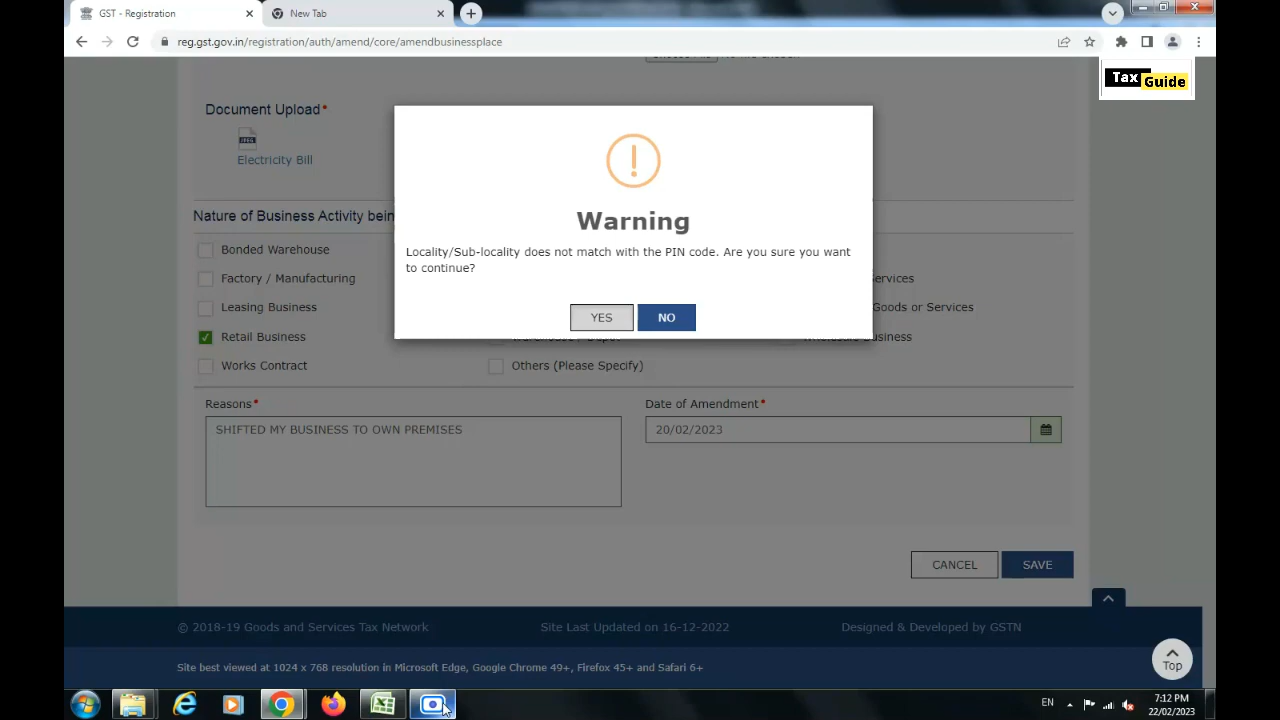 GST - Registration
New Tab
reg.gst.gov.in/registration/auth/amend/core/amendbusinessplace
Tax
Guide
Document Upload*
Electricity Bill
Warning
Locality/Sub-locality does not match with the PIN code. Are you sure you want
to continue?
YES
NO
Nature of Business Activity bein
Bonded Warehouse
Factory / Manufacturing
Services
Leasing Business
Goods or Services
Retail Business
Business
Works Contract
Others (Please Specify)
Reasons*
Date of Amendment*
SHIFTED MY BUSINESS TO OWN PREMISES
20/02/2023
CANCEL
SAVE
© 2018-19 Goods and Services Tax Network
Site Last Updated on 16-12-2022
Designed & Developed by GSTN
Site best viewed at 1024 x 768 resolution in Microsoft Edge, Google Chrome 49+, Firefox 45+ and Safari 6+
Top
EN
7:12 PM
22/02/2023